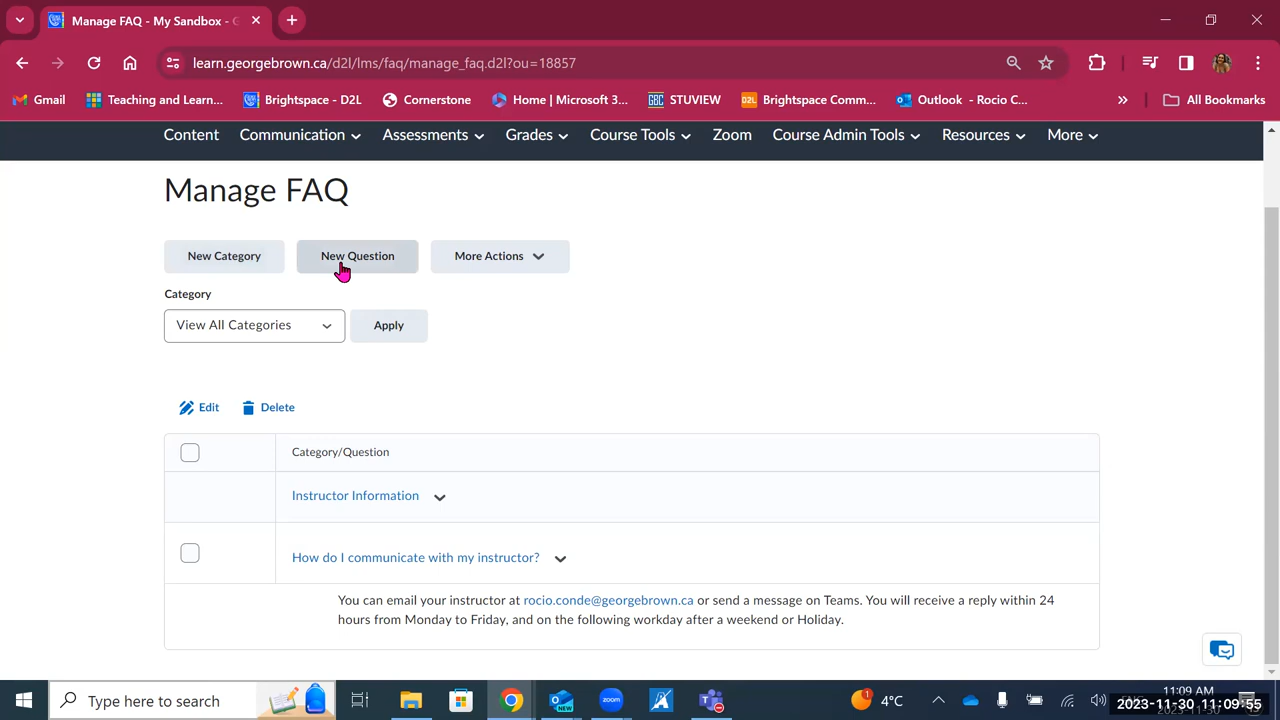 Manage FAQ - My Sandbox - G
learn.georgebrown.ca/d2l/lms/faq/manage_faq.d2l?ou=18857
Gmail
Teaching and Learn...
Brightspace - D2L
Cornerstone
Home | Microsoft 3...
GBC STUVIEW
D2L Brightspace Comm...
Outlook - Rocio C...
»
All Bookmarks
Content
Communication
Assessments
Grades
Course Tools
Zoom
Course Admin Tools
Resources
More
Manage FAQ
New Category
New Question
More Actions
Category
View All Categories
Apply
Edit
Delete
Category/Question
Instructor Information
How do I communicate with my instructor?
You can email your instructor at rocio.conde@georgebrown.ca or send a message on Teams. You will receive a reply within 24
hours from Monday to Friday, and on the following workday after a weekend or Holiday.
Type here to search
NEW
zoom
1
4°C
11:09 AM
2023-11-30 11:09:55